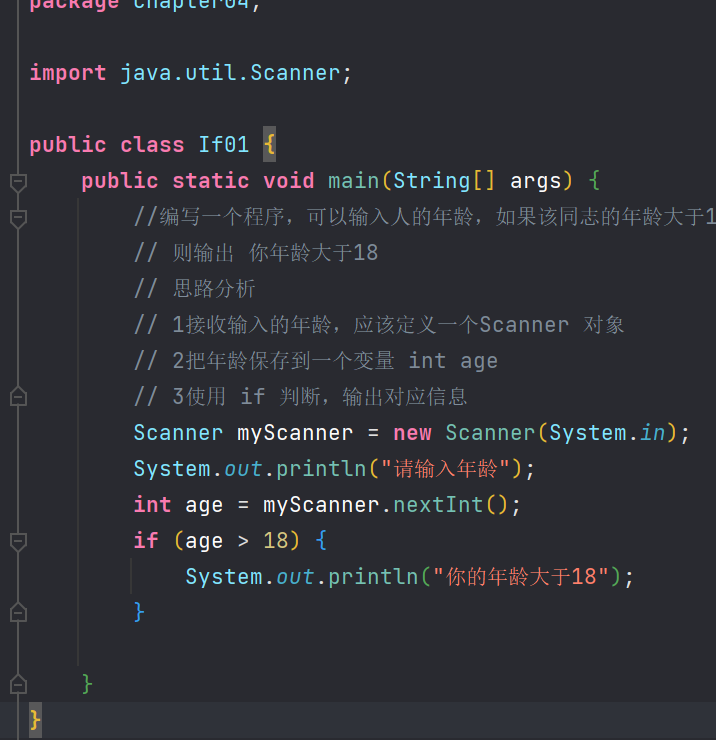 package chapter04;
import java.util.Scanner;
public class If01 {
public static void main(String[] args) {
//编写一个程序，可以输入人的年龄，如果该同志的年龄大于1
// 则输出 你年龄大于18
// 思路分析
// 1接收输入的年龄，应该定义一个Scanner 对象
// 2把年龄保存到一个变量 int age
// 3使用 if 判断，输出对应信息
Scanner myScanner = new Scanner(System.in);
System.out.println("请输入年龄");
int age = myScanner.nextInt();
if (age > 18) {
System.out.println("你的年龄大于18");
}
}
}